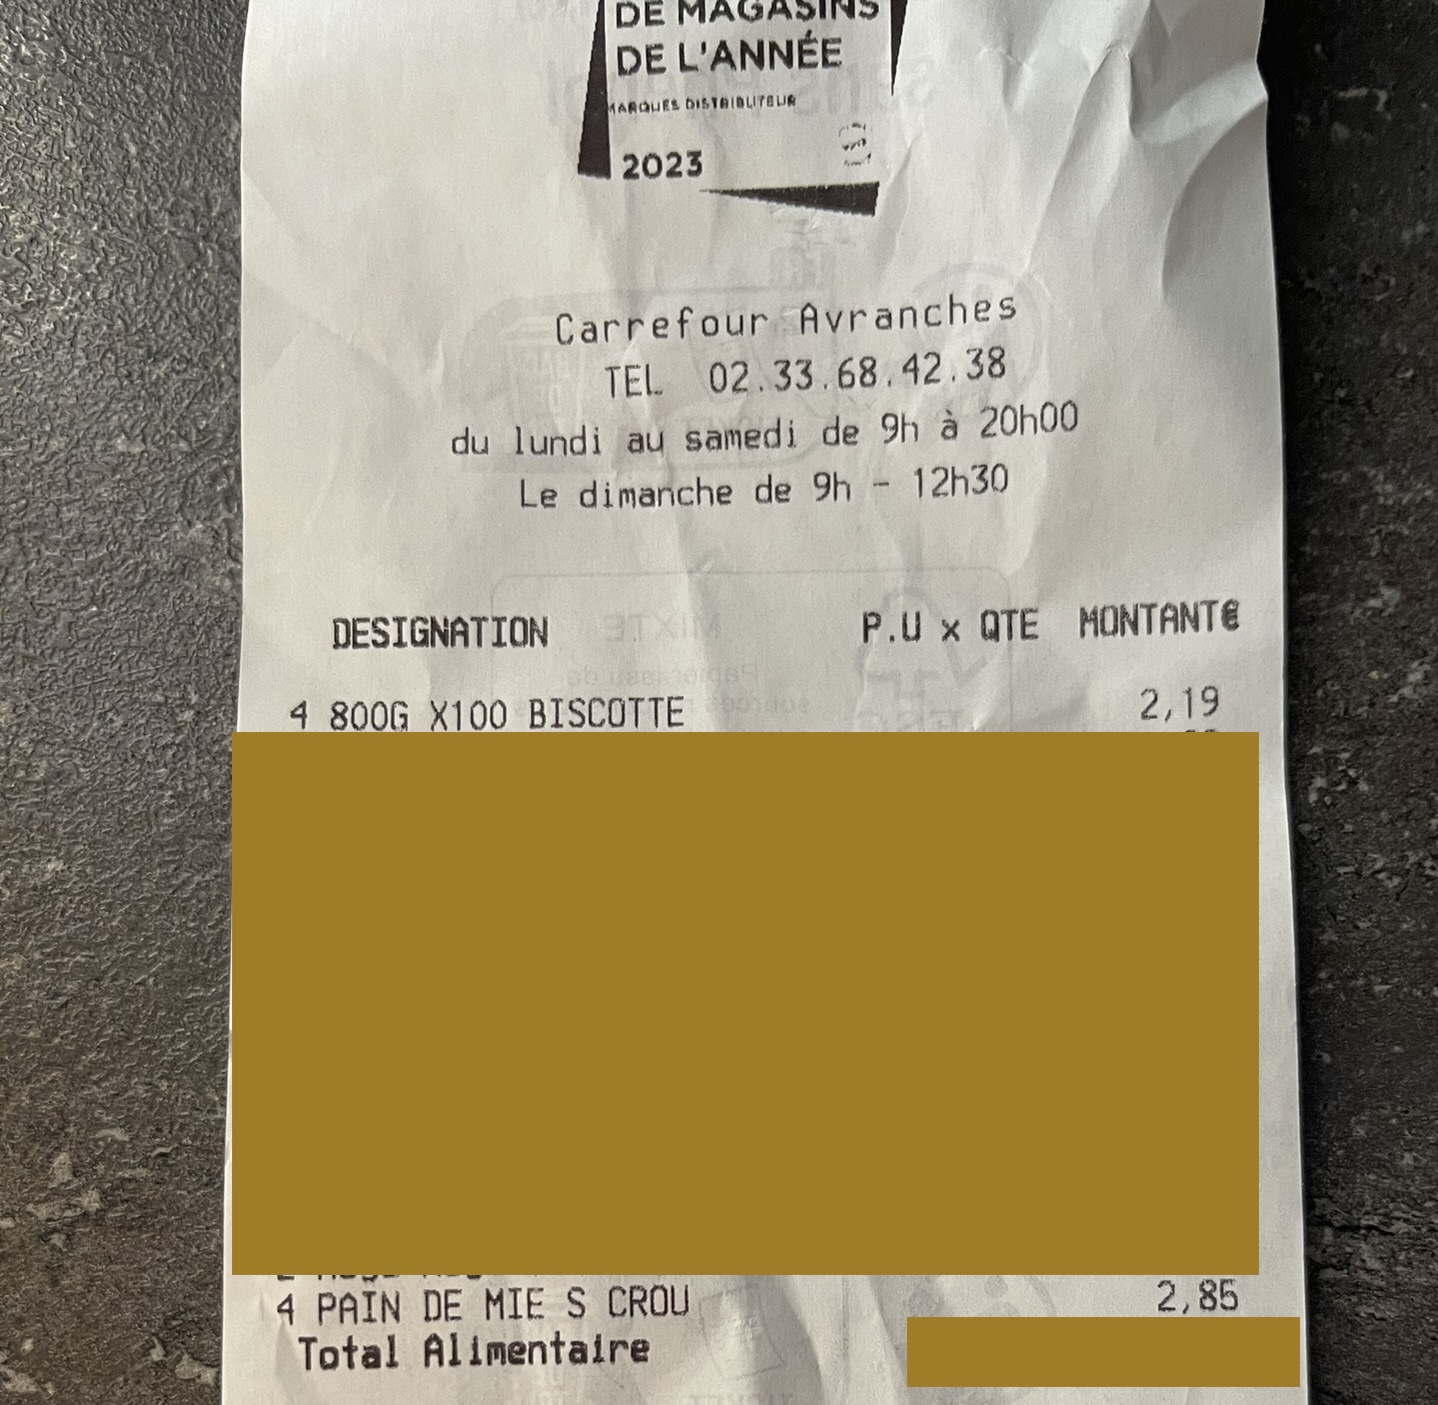 DE MAGASINS
DE L'ANNÉE
MARQUES DISTRIBUTEUR
2023
Carrefour Avranches
TEL 02.33.68.42.38
du lundi au samedi de 9h à 20h00
Le dimanche de 9h - 12h30
DESIGNATION P.U x QTE MONTANT€
4 800G X100 BISCOTTE 2,19
4 PAIN DE MIE S CROU 2,85
Total Alimentaire